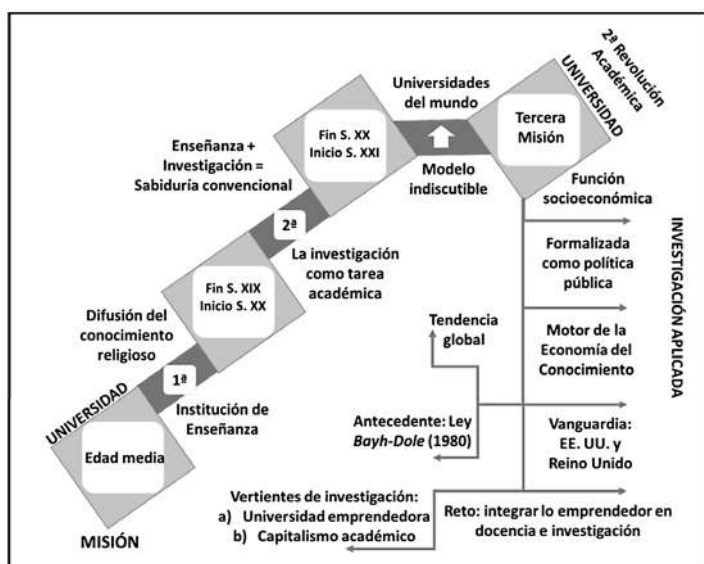 2ª Revolución
Académica
UNIVERSIDAD
Tercera
Misión
Universidades
del mundo
Modelo
indiscutible
Fin S. XX
Inicio S. XXI
Enseñanza +
Investigación =
Sabiduría convencional
2ª
La investigación
como tarea
académica
Fin S. XIX
Inicio S. XX
Difusión del
conocimiento
religioso
1ª
Institución de
Enseñanza
UNIVERSIDAD
Edad media
MISIÓN
Función
socioeconómica
Formalizada
como política
pública
Motor de la
Economía del
Conocimiento
Vanguardia:
EE. UU. y
Reino Unido
Reto: integrar lo emprendedor en
docencia e investigación
INVESTIGACIÓN APLICADA
Tendencia
global
Antecedente: Ley
Bayh-Dole (1980)
Vertientes de investigación:
a) Universidad emprendedora
b) Capitalismo académico